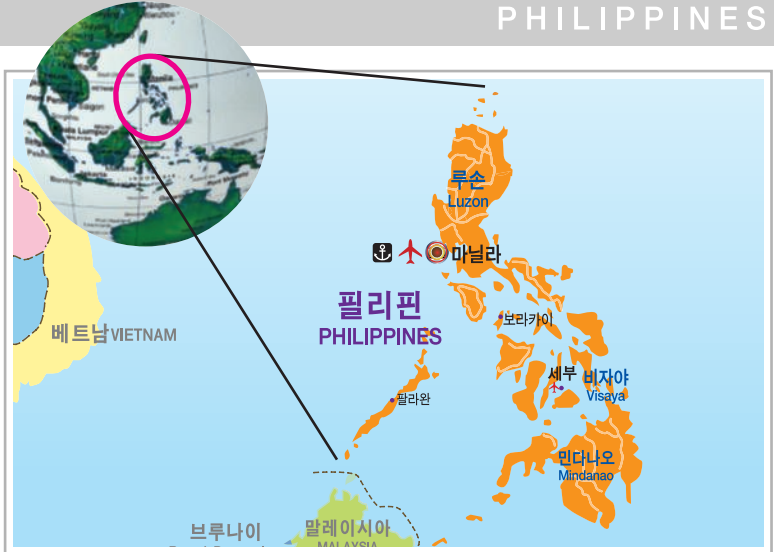 PHILIPPINES
루손
Luzon
마닐라
필리핀
PHILIPPINES
보라카이
베트남 VIETNAM
세부
비자야
Visaya
팔라완
민다나오
Mindanao
브루나이
말레이시아
MALAYSIA